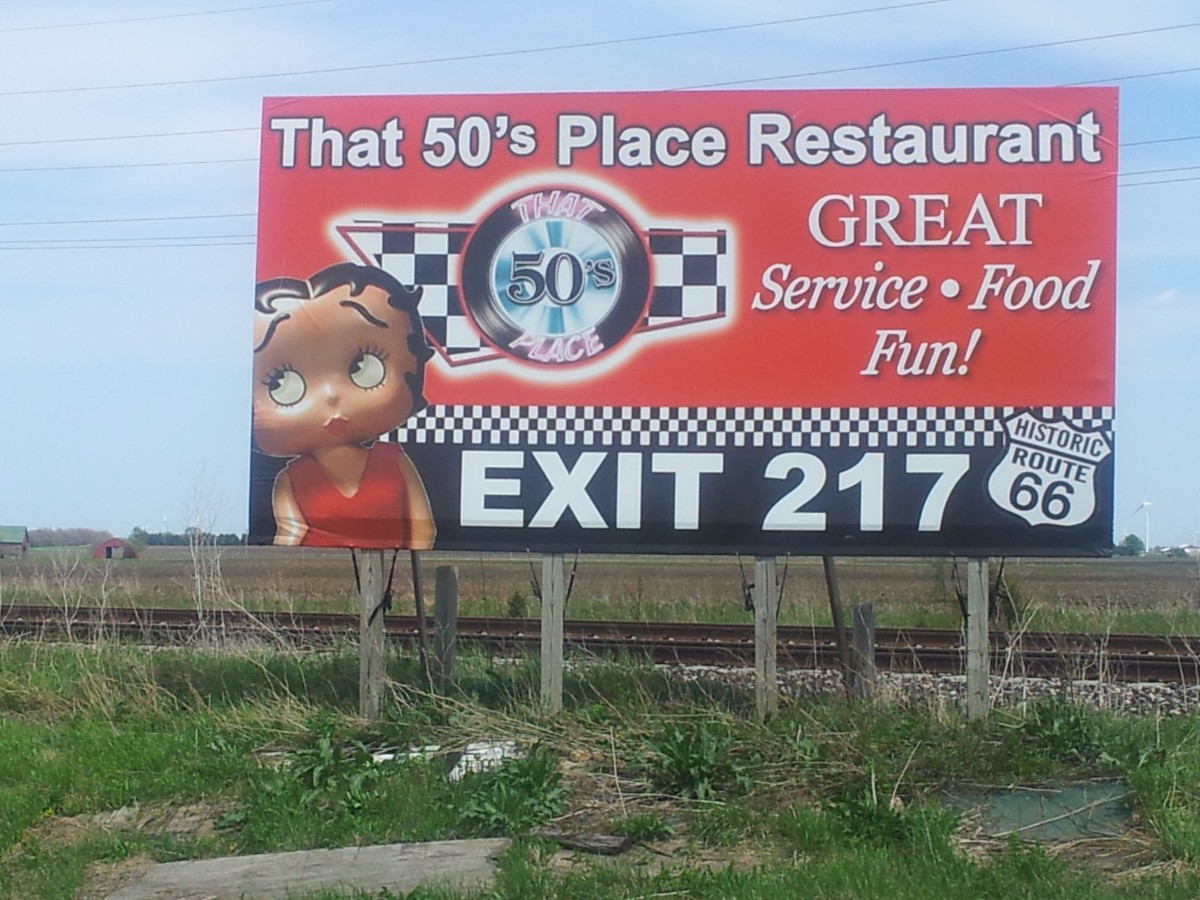 That 50's Place Restaurant
THAT
50's
PLACE
GREAT
Service • Food
Fun!
EXIT 217
HISTORIC
ROUTE
66